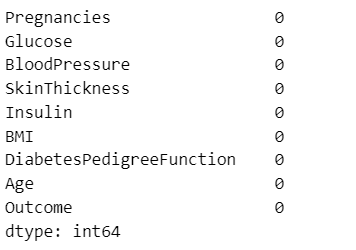 Pregnancies 0
Glucose 0
BloodPressure 0
SkinThickness 0
Insulin 0
BMI 0
DiabetesPedigreeFunction 0
Age 0
Outcome 0
dtype: int64